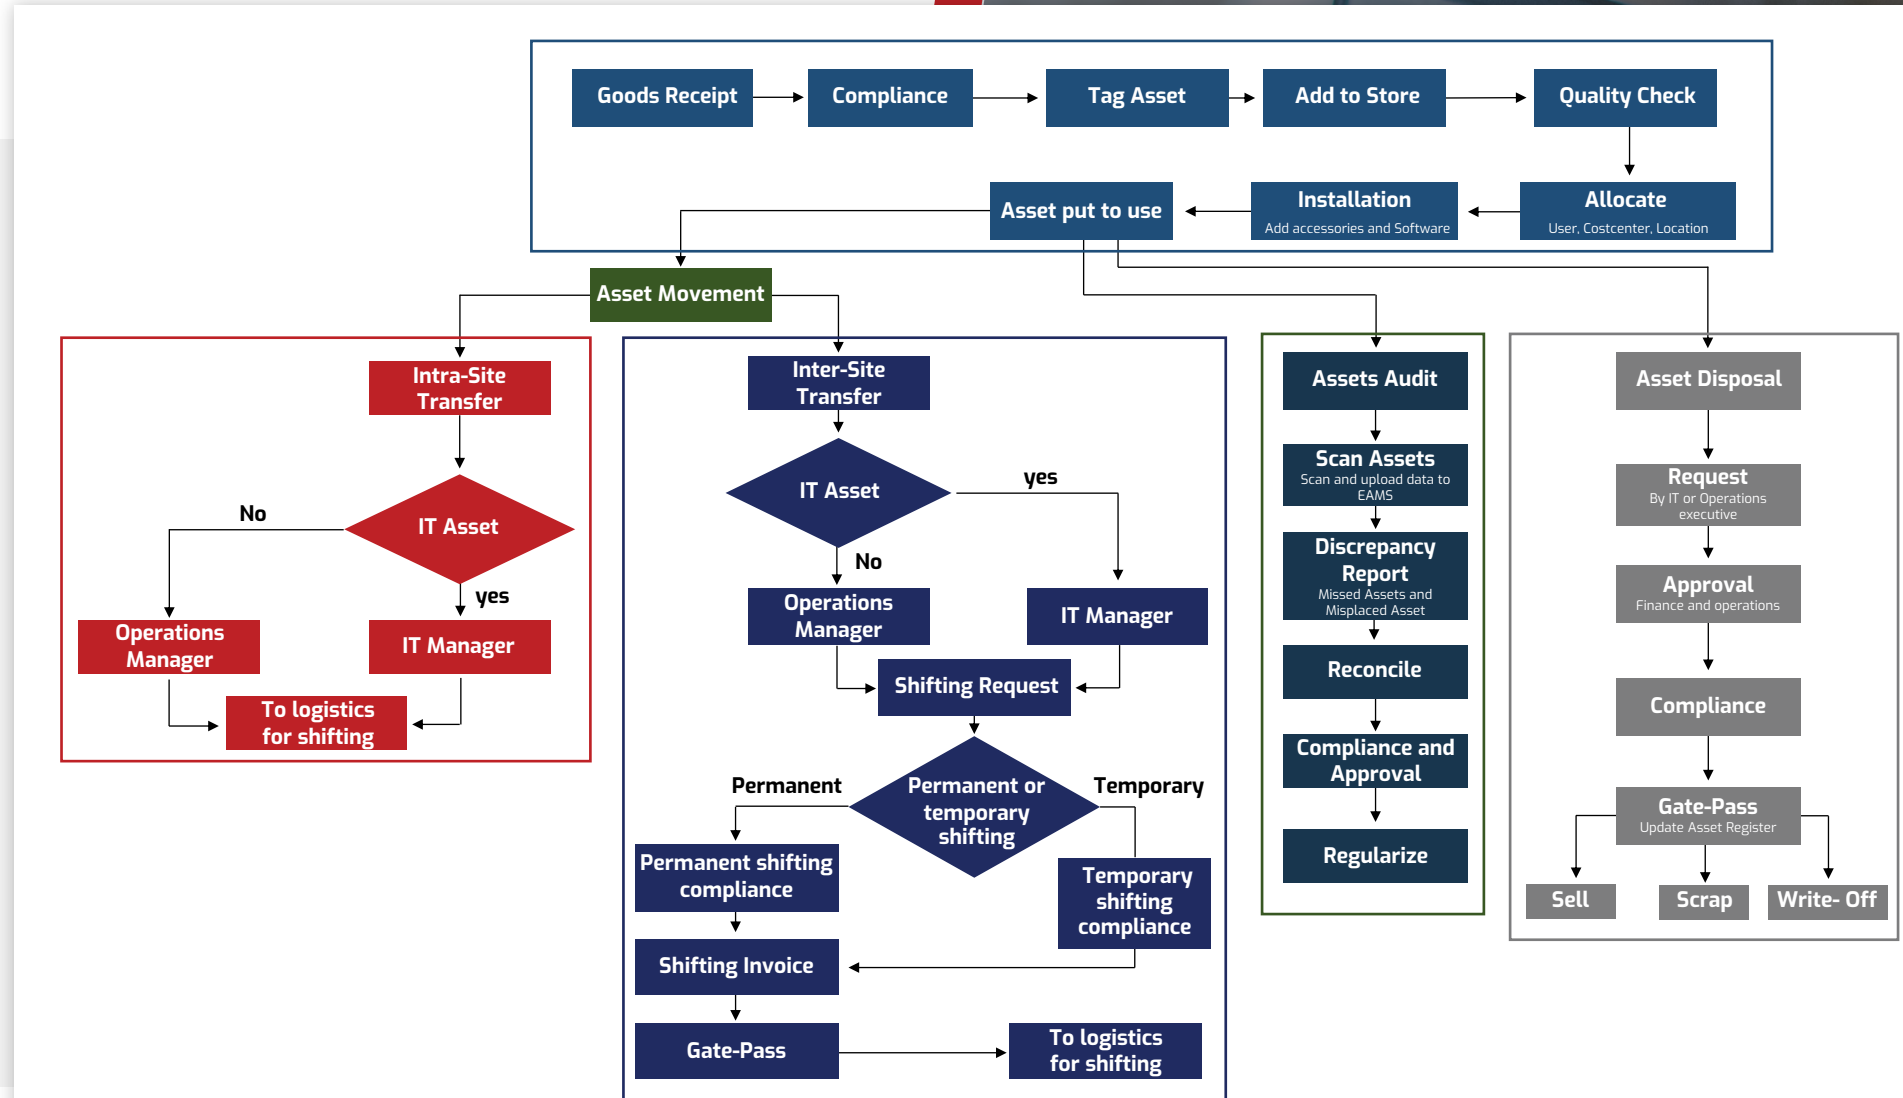 Goods Receipt
Compliance
Tag Asset
Add to Store
Quality Check
Asset put to use
Installation
Add accessories and Software
Allocate
User, Costcenter, Location
Asset Movement
Intra-Site
Transfer
IT Asset
No
yes
Operations
Manager
IT Manager
To logistics
for shifting
Inter-Site
Transfer
IT Asset
yes
No
Operations
Manager
IT Manager
Shifting Request
Permanent
Permanent or
temporary
shifting
Temporary
Permanent shifting
compliance
Temporary
shifting
compliance
Shifting Invoice
Gate-Pass
To logistics
for shifting
Assets Audit
Scan Assets
Scan and upload data to
EAMS
Discrepancy
Report
Missed Assets and
Misplaced Asset
Reconcile
Compliance and
Approval
Regularize
Asset Disposal
Request
By IT or Operations
executive
Approval
Finance and operations
Compliance
Gate-Pass
Update Asset Register
Sell
Scrap
Write- Off